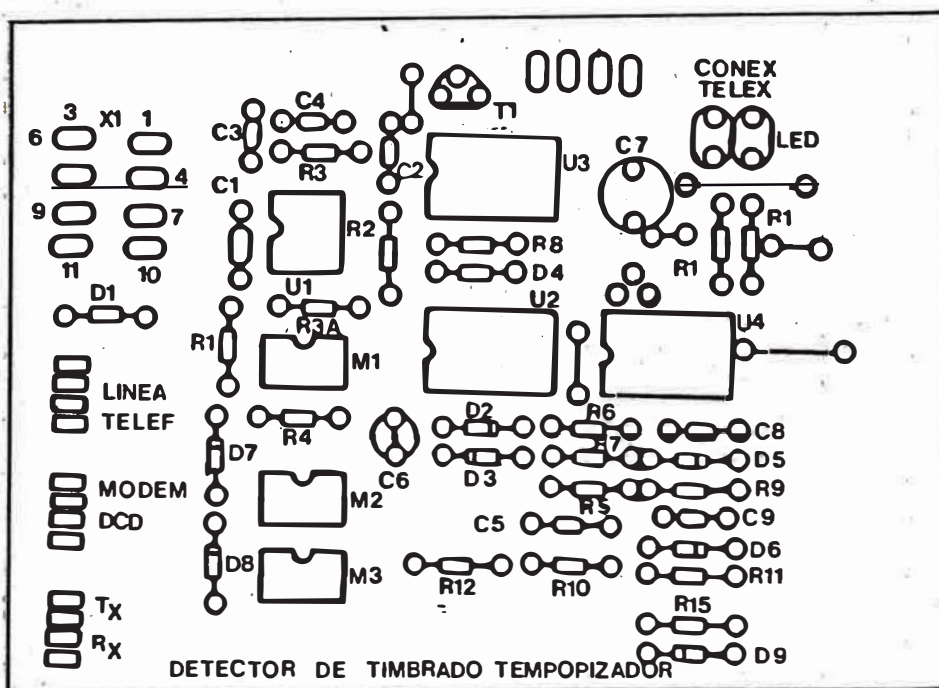 CONEX
TELEX
LED
T1
3 X1 1
6
4
9 7
11 10
C4
C3
R3
C2
U3
C7
C1
R2
U1
R8
D4
R1
R1
D1
R3A
U2
U4
R1
M1
LINEA
TELEF
R4
D2
R6
C8
D7
C6
D3
D5
MODEM
M2
R5
R9
DCD
C5
C9
D8
M3
R12
R10
D6
R11
TX
RX
R15
D9
DETECTOR DE TIMBRADO TEMPOPIZADOR